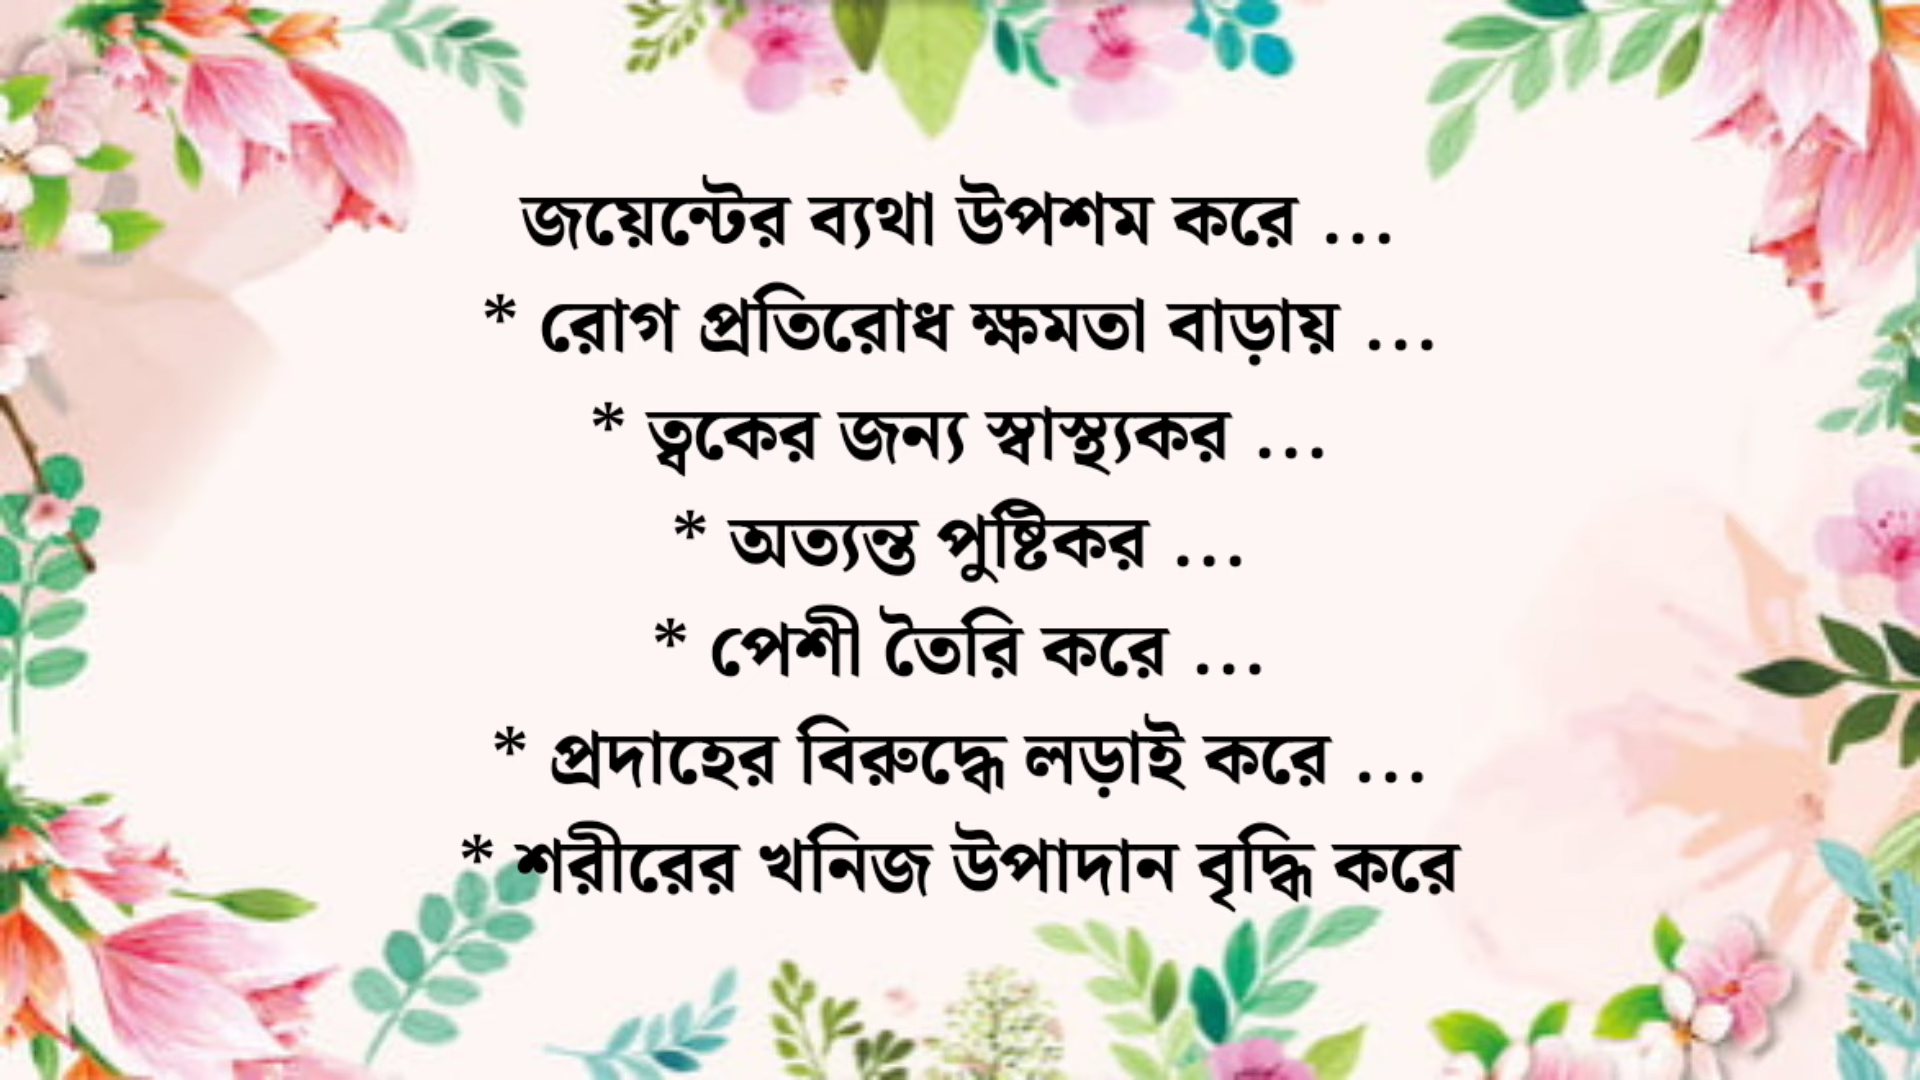 জয়েন্টের ব্যথা উপশম করে ...
* রোগ প্রতিরোধ ক্ষমতা বাড়ায় ...
* ত্বকের জন্য স্বাস্থ্যকর ...
* অত্যন্ত পুষ্টিকর ...
* পেশী তৈরি করে ...
* প্রদাহের বিরুদ্ধে লড়াই করে ...
* শরীরের খনিজ উপাদান বৃদ্ধি করে